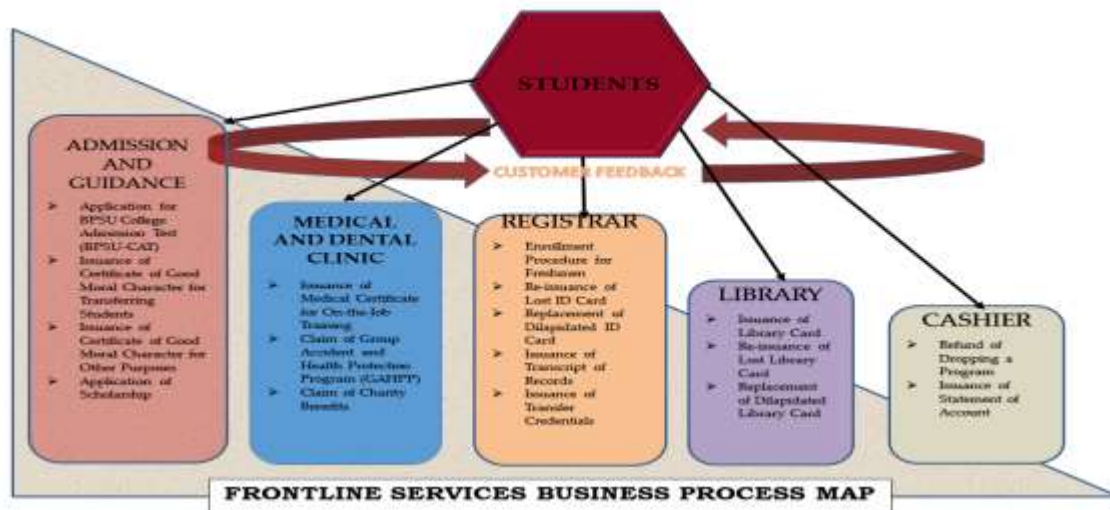 STUDENTS
CUSTOMER FEEDBACK
ADMISSION
AND
GUIDANCE
➢ Application for
BPSU College
Admission Test
(BPSU-CAT)
➢ Issuance of
Certificate of Good
Moral Character for
Transferring
Students
➢ Issuance of
Certificate of Good
Moral Character for
Other Purposes
➢ Application of
Scholarship
MEDICAL
AND DENTAL
CLINIC
➢ Issuance of
Medical Certificate
for On-the-Job
Training
➢ Claim of Group
Accident and
Health Protection
Program (GAHPP)
➢ Claim of Charity
Benefits
REGISTRAR
➢ Enrollment
Procedure for
Freshmen
➢ Re-issuance of
Lost ID Card
➢ Replacement of
Dilapidated ID
Card
➢ Issuance of
Transcript of
Records
➢ Issuance of
Transfer
Credentials
LIBRARY
➢ Issuance of
Library Card
➢ Re-issuance of
Lost Library
Card
➢ Replacement
of Dilapidated
Library Card
CASHIER
➢ Refund of
Dropping a
Program
➢ Issuance of
Statement of
Account
FRONTLINE SERVICES BUSINESS PROCESS MAP